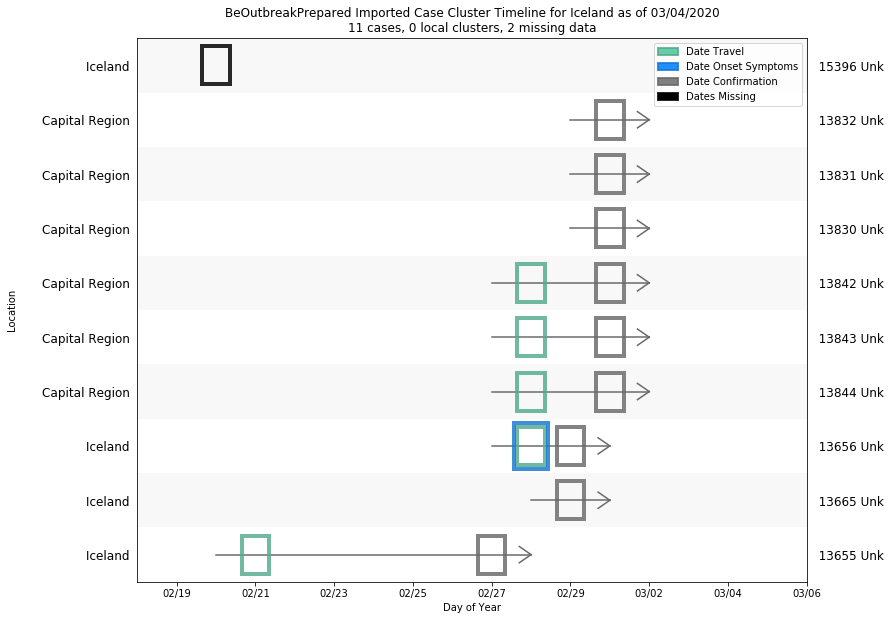 BeOutbreakPrepared Imported Case Cluster Timeline for Iceland as of 03/04/2020
11 cases, 0 local clusters, 2 missing data
Date Travel
Date Onset Symptoms
Date Confirmation
Dates Missing
Iceland 15396 Unk
Capital Region 13832 Unk
Capital Region 13831 Unk
Capital Region 13830 Unk
Capital Region 13842 Unk
Capital Region 13843 Unk
Capital Region 13844 Unk
Iceland 13656 Unk
Iceland 13665 Unk
Iceland 13655 Unk
Location
02/19 02/21 02/23 02/25 02/27 02/29 03/02 03/04 03/06
Day of Year